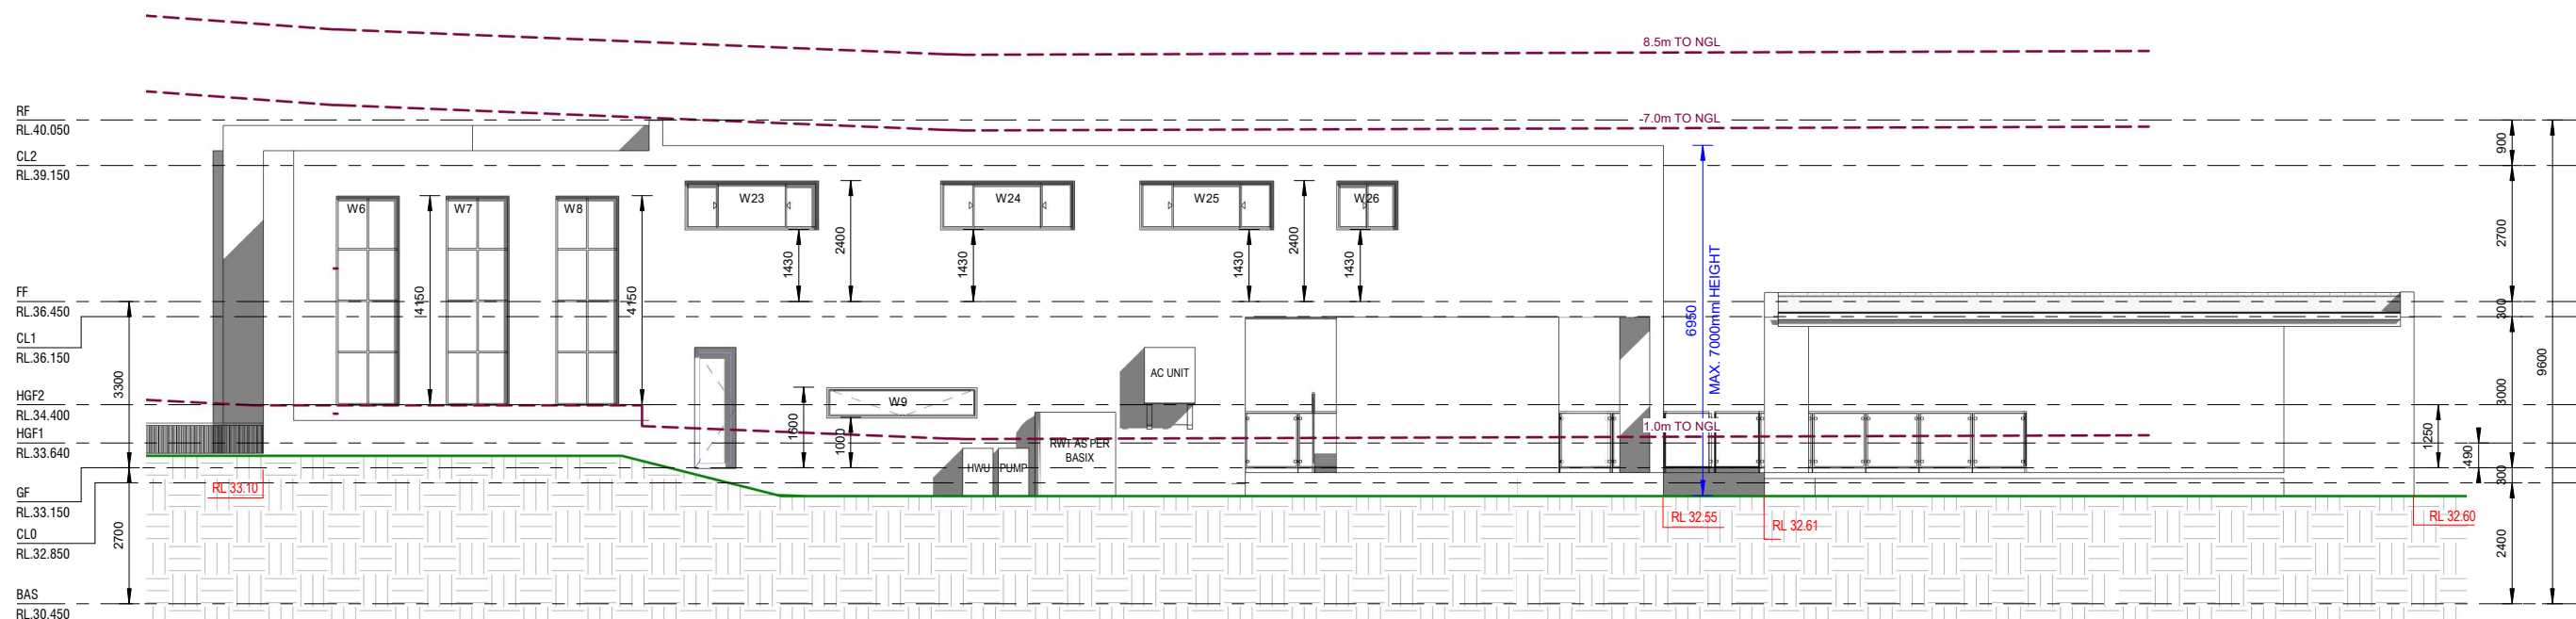 8.5m TO NGL
7.0m TO NGL
RF
RL.40.050
CL2
RL.39.150
FF
RL.36.450
CL1
RL.36.150
HGF2
RL.34.400
HGF1
RL.33.640
GF
RL.33.150
CL0
RL.32.850
BAS
RL.30.450
3300
2700
W6
W7
W8
4150
4150
W23
W24
W25
W26
1430
2400
1430
1430
2400
1430
W9
1600
1000
AC UNIT
HWU
PUMP
RWT AS PER
BASIX
6950
MAX. 7000mm HEIGHT
1.0m TO NGL
RL 33.10
RL 32.55
RL 32.61
RL 32.60
900
2700
300
3000
300
2400
1250
490
9600